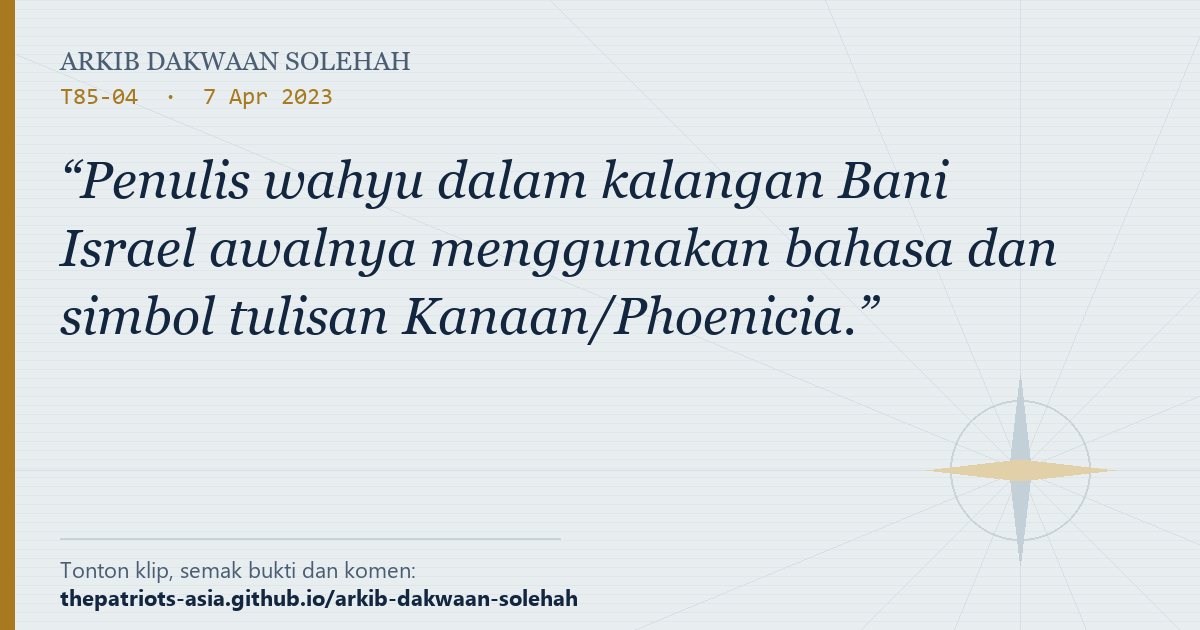 ARKIB DAKWAAN SOLEHAH
T85-04 · 7 Apr 2023
“Penulis wahyu dalam kalangan Bani
Israel awalnya menggunakan bahasa dan
simbol tulisan Kanaan/Phoenicia.”
Tonton klip, semak bukti dan komen:
thepatriots-asia.github.io/arkib-dakwaan-solehah